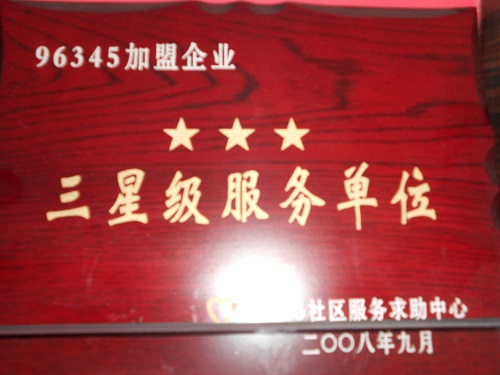 96345加盟企业
三星级服务单位
社区服务求助中心
二〇〇八年九月